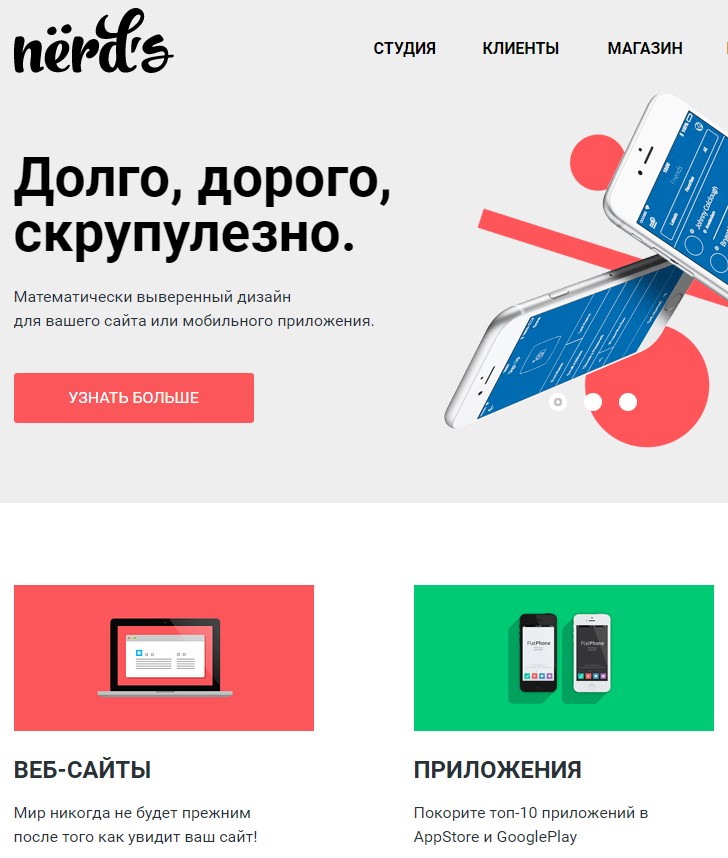 nërd's
СТУДИЯ КЛИЕНТЫ МАГАЗИН
Долго, дорого,
скрупулезно.
Математически выверенный дизайн
для вашего сайта или мобильного приложения.
УЗНАТЬ БОЛЬШЕ
FlatPhone FlatPhone
ВЕБ-САЙТЫ ПРИЛОЖЕНИЯ
Мир никогда не будет прежним
после того как увидит ваш сайт!
Покорите топ-10 приложений в
AppStore и GooglePlay